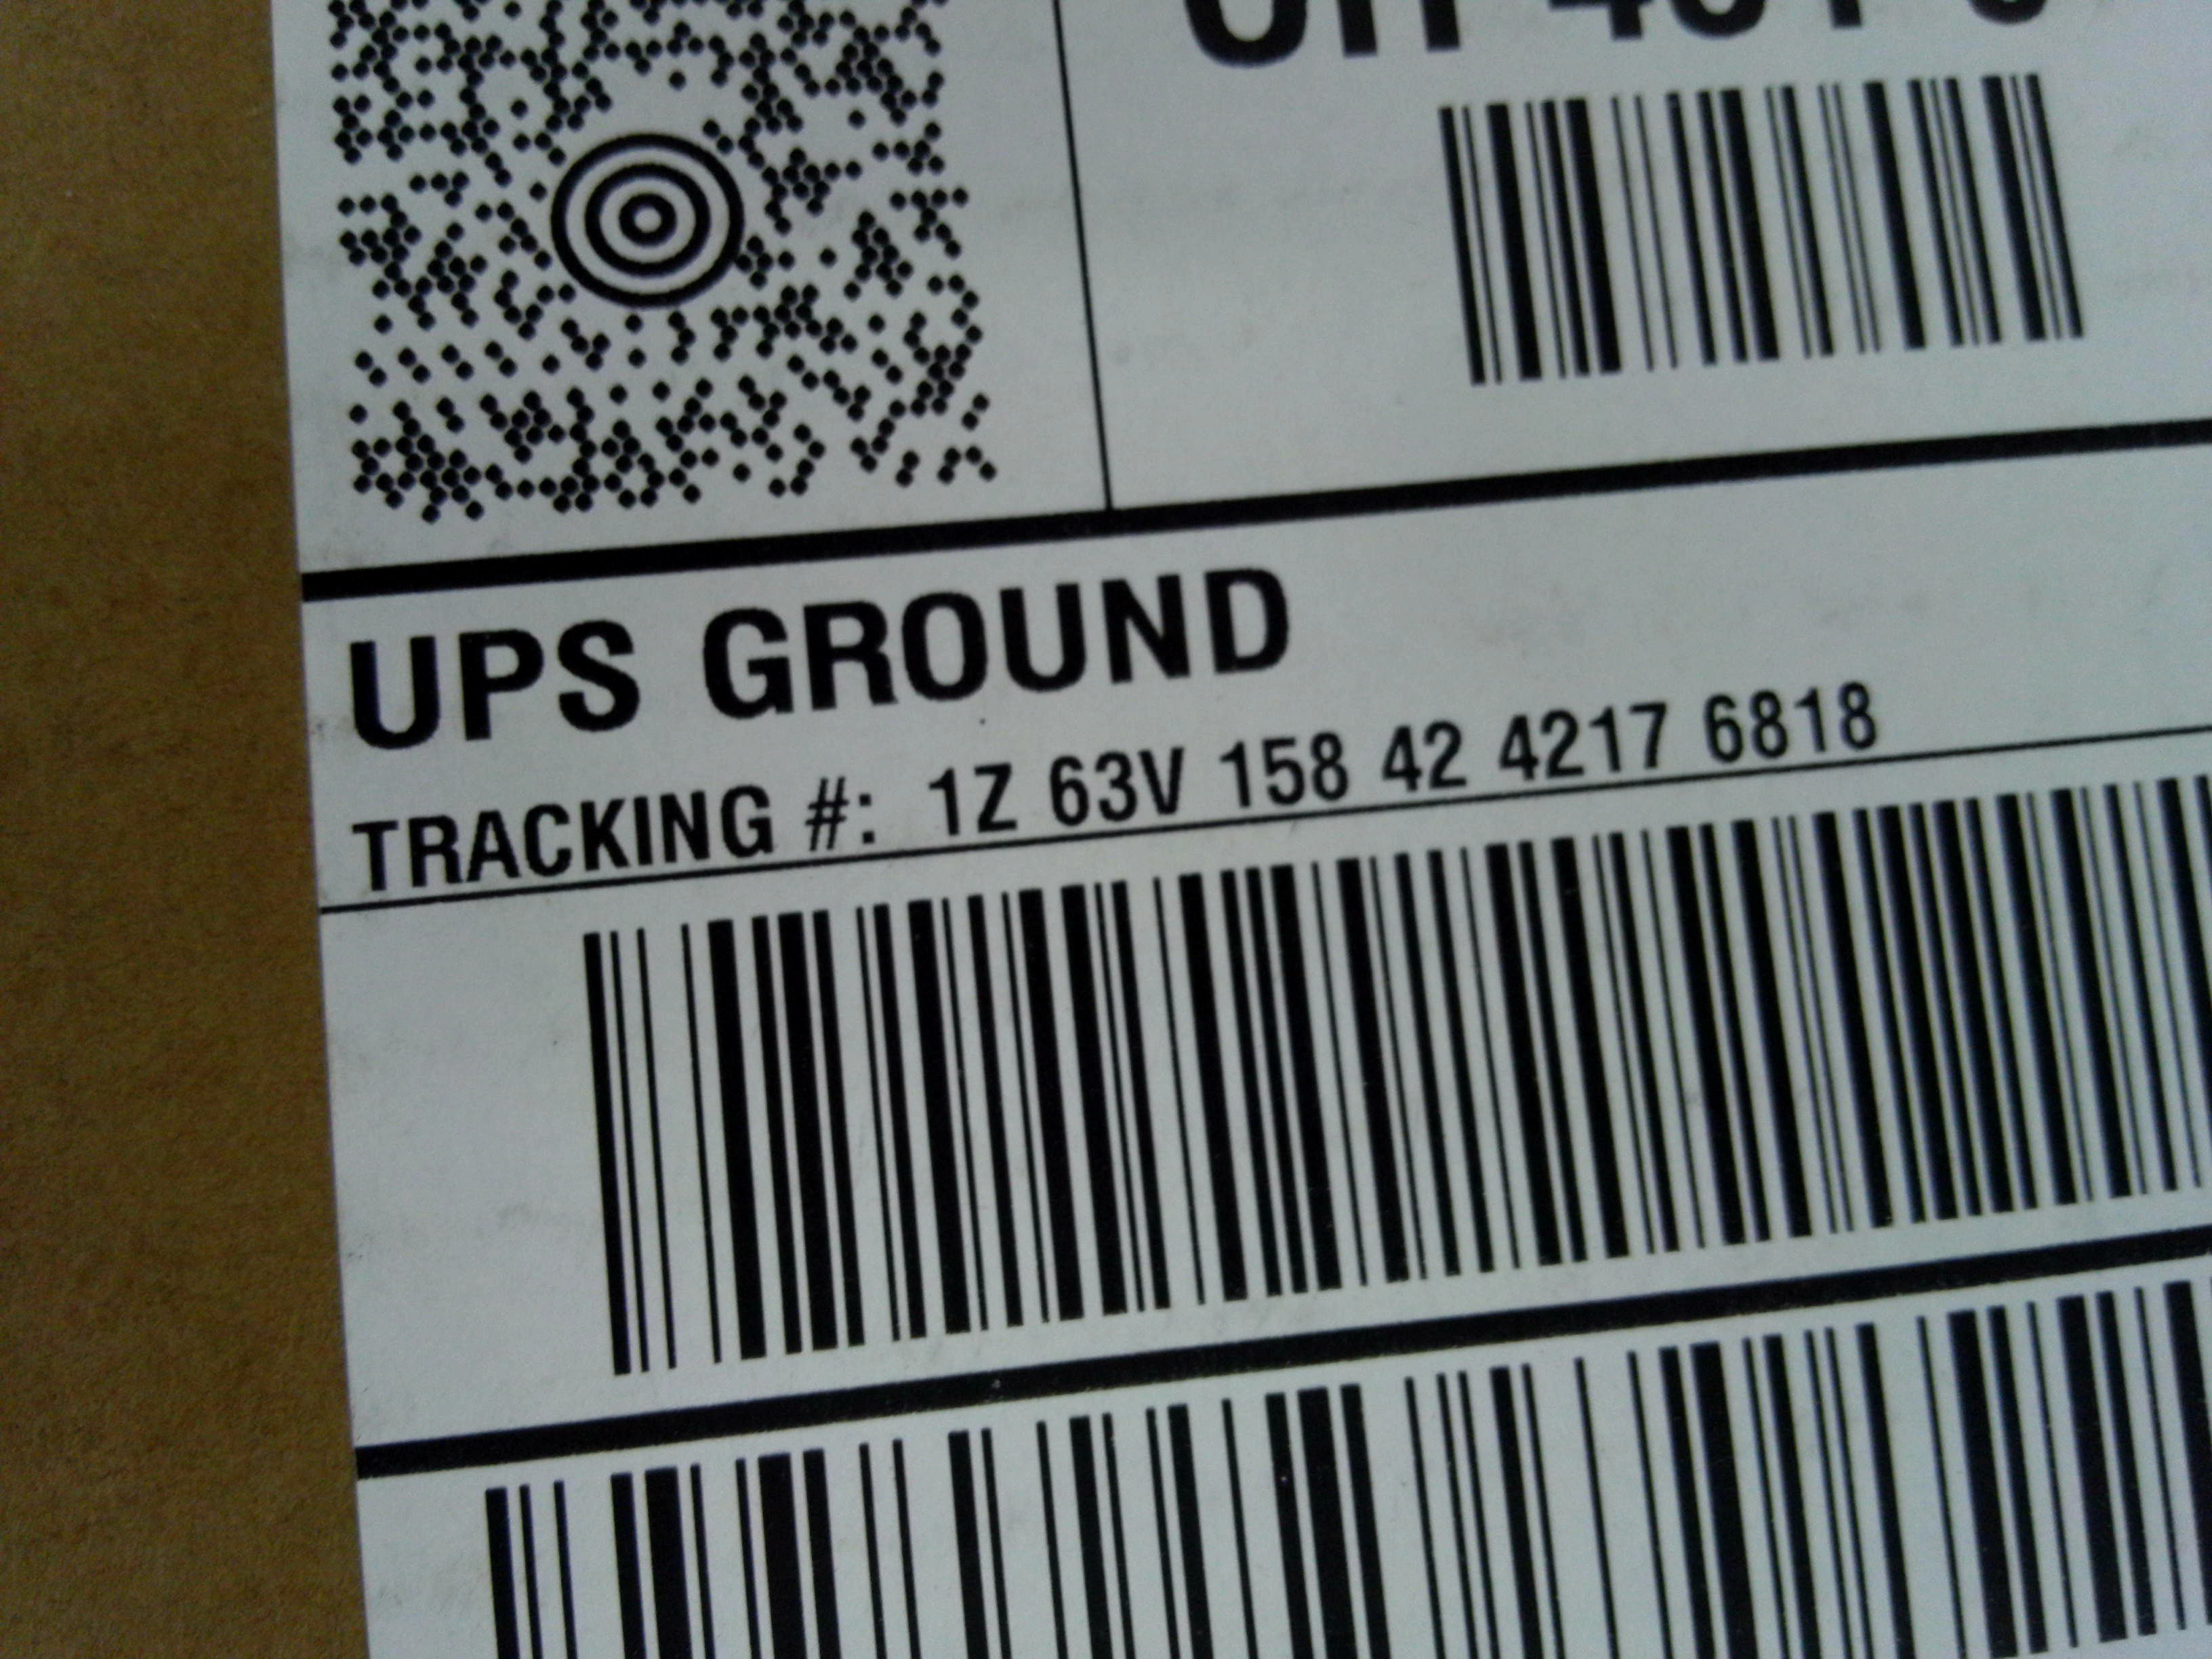 UPS GROUND
TRACKING #: 1Z 63V 158 42 4217 6818